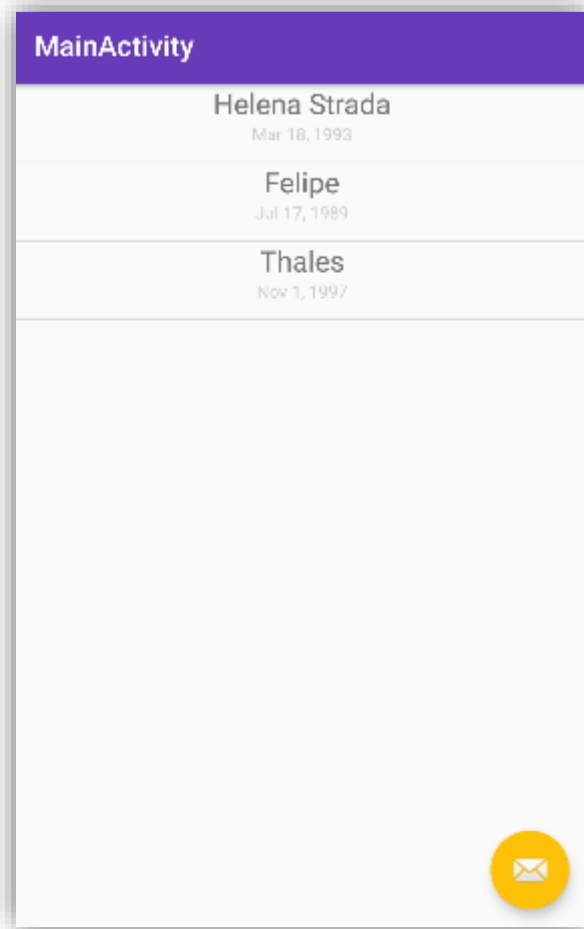 MainActivity
Helena Strada
Mar 18, 1993
Felipe
Jul 17, 1989
Thales
Nov 1, 1997